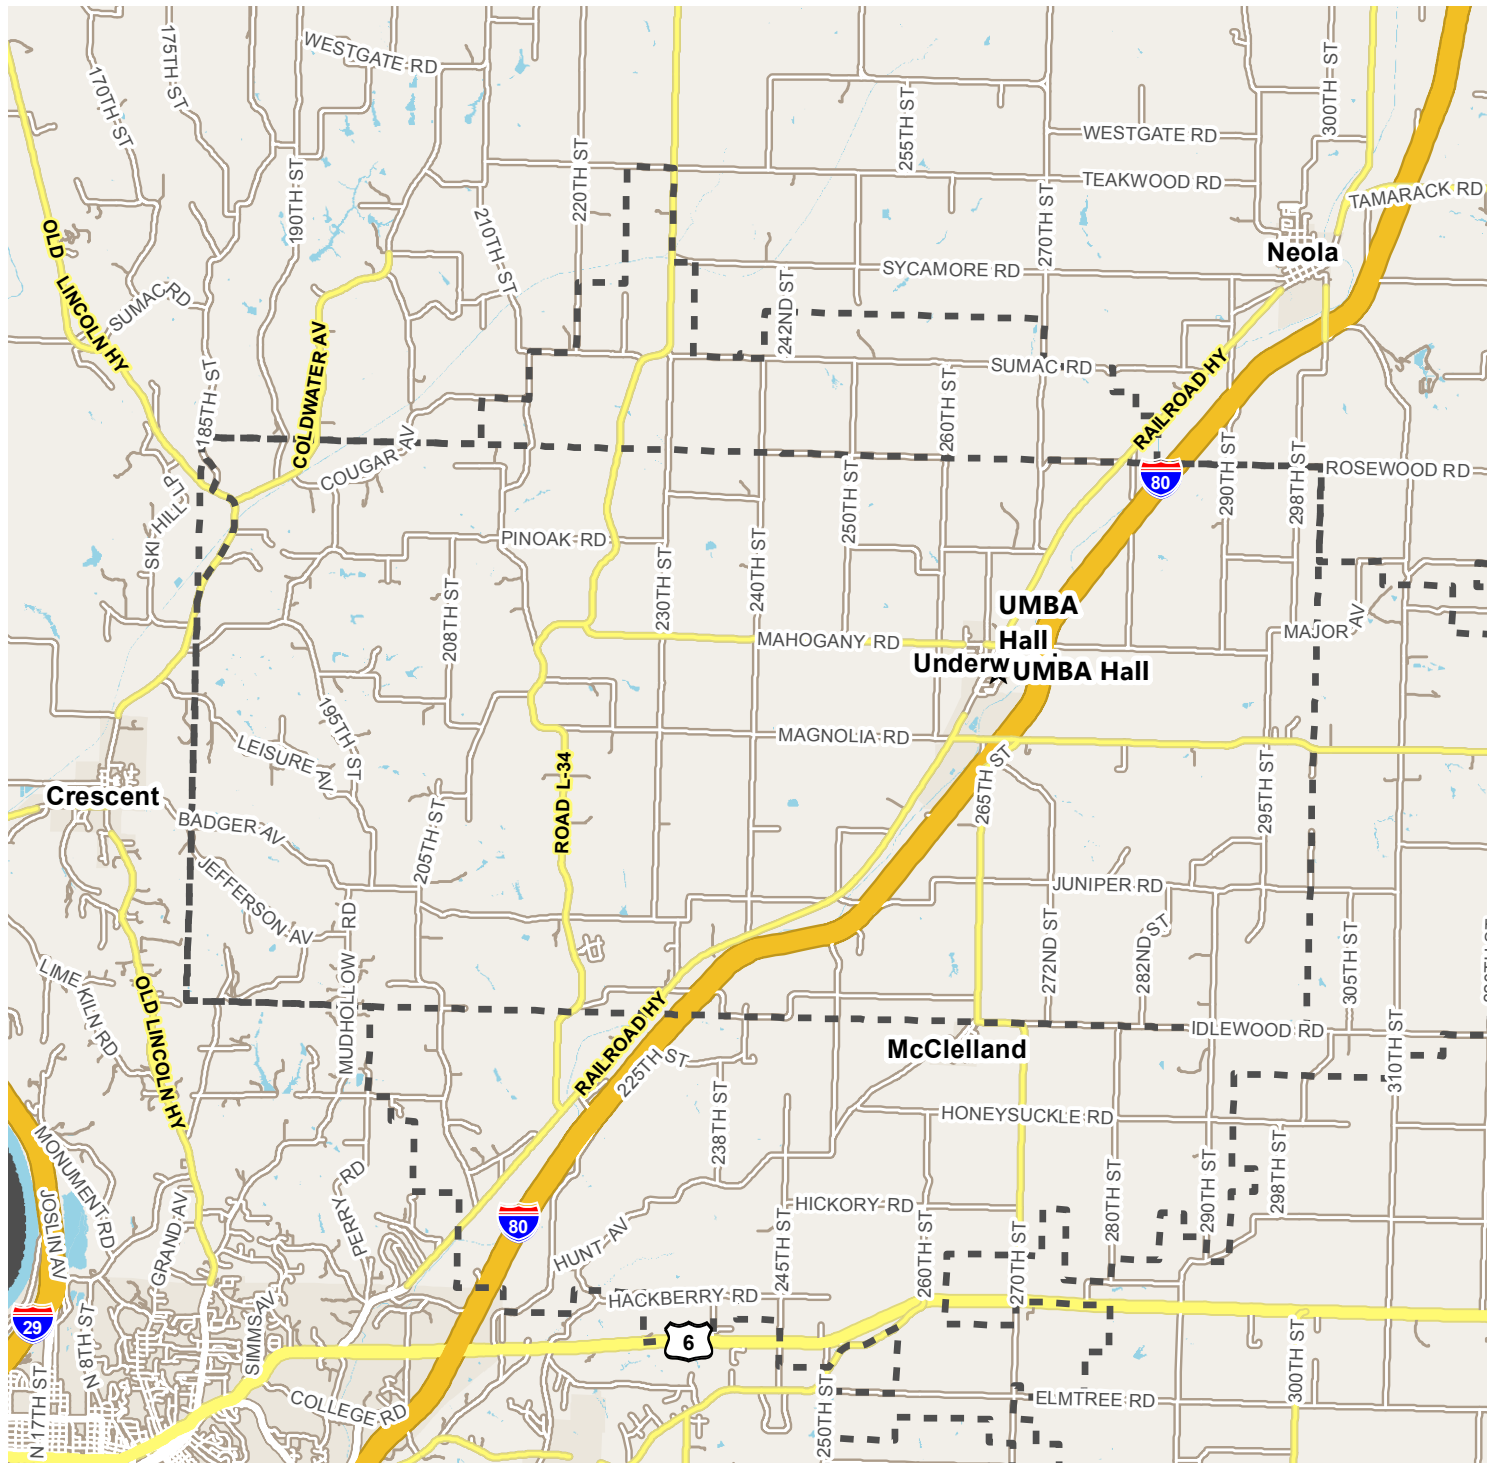 WESTGATE RD
175TH ST
170TH ST
300TH ST
255TH ST
WESTGATE RD
220TH ST
190TH ST
TEAKWOOD RD
TAMARACK RD
270TH ST
210TH ST
OLD LINCOLN HY
Neola
SYCAMORE RD
SUMAC RD
242ND ST
COLDWATER AV
185TH ST
SUMAC RD
RAILROAD HY
260TH ST
COUGAR AV
290TH ST
298TH ST
ROSEWOOD RD
80
SKI HILL LP
250TH ST
PINOAK RD
230TH ST
240TH ST
208TH ST
UMBA
Hall
MAHOGANY RD
MAJOR AV
UMBA Hall
195TH ST
LEISURE AV
MAGNOLIA RD
ROAD L-34
265TH ST
295TH ST
Crescent
BADGER AV
205TH ST
JEFFERSON AV
JUNIPER RD
MUDHOLLOW RD
272ND ST
282ND ST
305TH ST
LIME KILN RD
OLD LINCOLN HY
RAILROAD HY
IDLEWOOD RD
McClelland
225TH ST
310TH ST
238TH ST
HONEYSUCKLE RD
MONUMENT RD
PERRY RD
280TH ST
290TH ST
298TH ST
JOSLIN AV
GRAND AV
80
HUNT AV
HICKORY RD
245TH ST
260TH ST
270TH ST
HACKBERRY RD
29
N 8TH ST
SIMMS AV
6
300TH ST
N 17TH ST
COLLEGE RD
250TH ST
ELMTREE RD